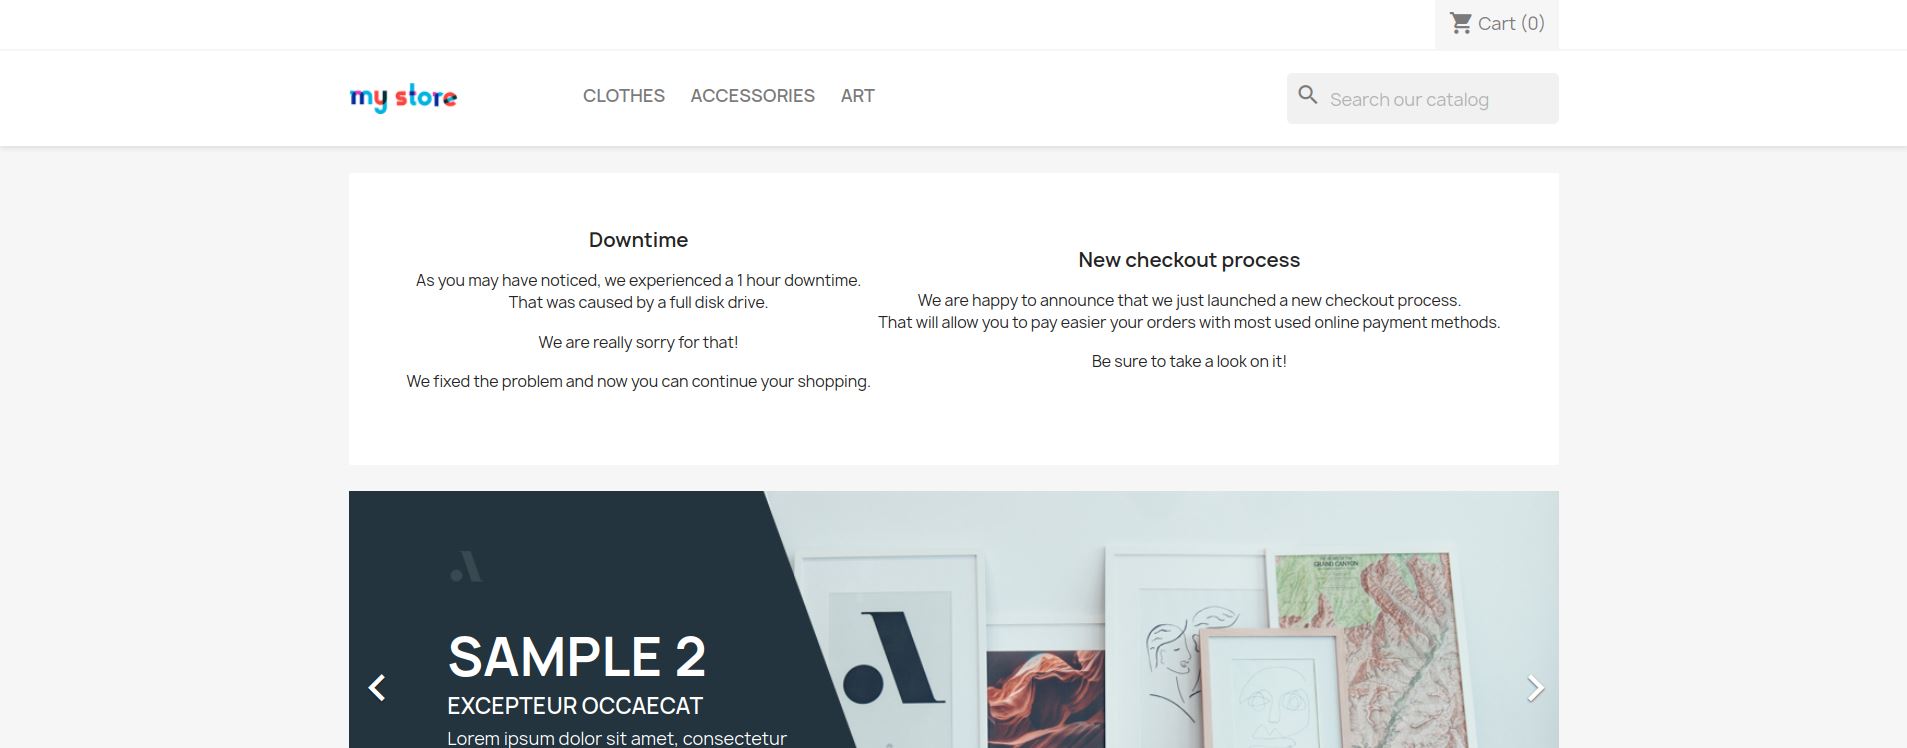 Cart (0)
my store
CLOTHES ACCESSORIES ART
Search our catalog
Downtime
As you may have noticed, we experienced a 1 hour downtime.
That was caused by a full disk drive.
We are really sorry for that!
We fixed the problem and now you can continue your shopping.
New checkout process
We are happy to announce that we just launched a new checkout process.
That will allow you to pay easier your orders with most used online payment methods.
Be sure to take a look on it!
SAMPLE 2
EXCEPTEUR OCCAECAT
Lorem ipsum dolor sit amet, consectetur
GRAND CANYON